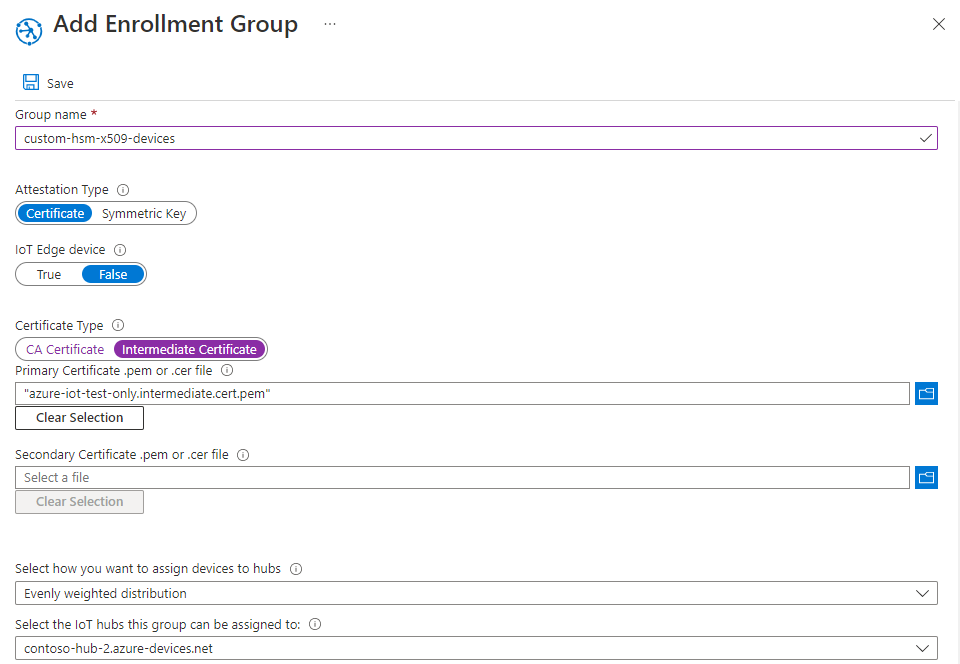 Add Enrollment Group ...
Save
Group name *
custom-hsm-x509-devices
Attestation Type
Certificate Symmetric Key
IoT Edge device
True False
Certificate Type
CA Certificate Intermediate Certificate
Primary Certificate .pem or .cer file
"azure-iot-test-only.intermediate.cert.pem"
Clear Selection
Secondary Certificate .pem or .cer file
Select a file
Clear Selection
Select how you want to assign devices to hubs
Evenly weighted distribution
Select the IoT hubs this group can be assigned to:
contoso-hub-2.azure-devices.net